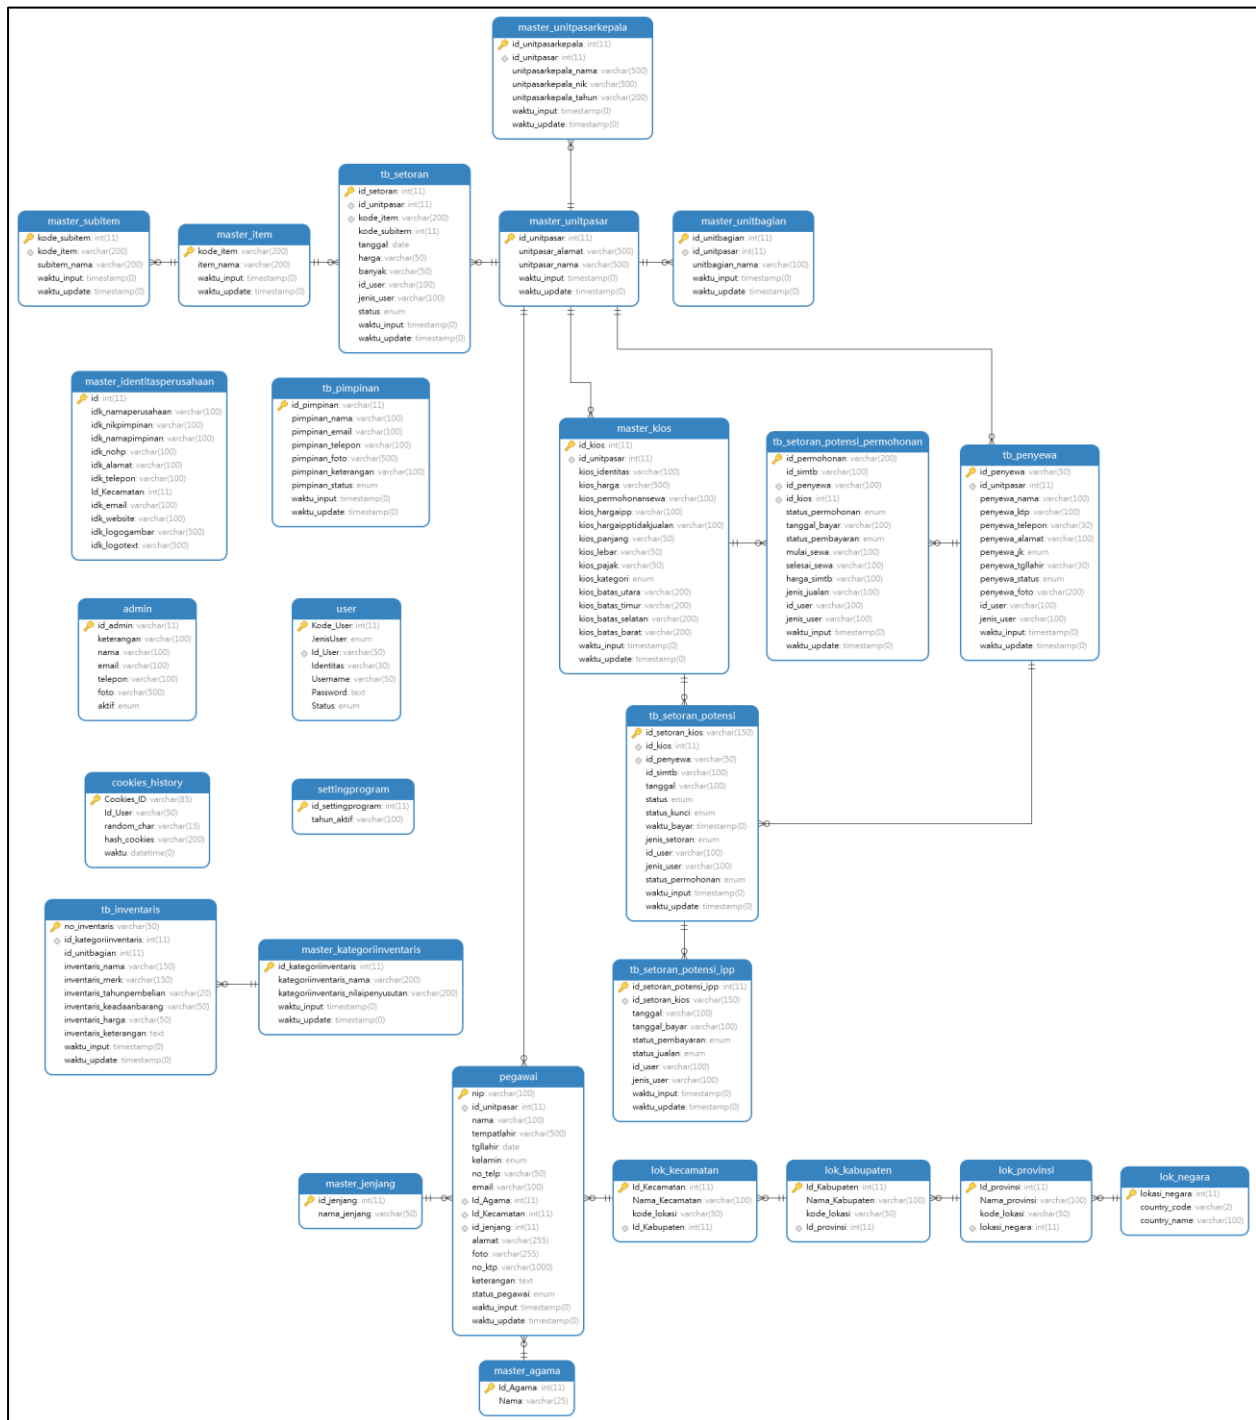 master_unitpasarkepala
id_unitpasarkepala: int(11)
id_unitpasar: int(11)
unitpasarkepala_nama: varchar(500)
unitpasarkepala_nik: varchar(500)
unitpasarkepala_tahun: varchar(200)
waktu_input: timestamp(0)
waktu_update: timestamp(0)
tb_setoran
id_setoran: int(11)
id_unitpasar: int(11)
kode_item: varchar(200)
kode_subitem: int(11)
tanggal: date
harga: varchar(50)
banyak: varchar(50)
id_user: varchar(100)
jenis_user: varchar(100)
status: enum
waktu_input: timestamp(0)
waktu_update: timestamp(0)
master_subitem
kode_subitem: int(11)
kode_item: varchar(200)
subitem_nama: varchar(200)
waktu_input: timestamp(0)
waktu_update: timestamp(0)
master_item
kode_item: varchar(200)
item_nama: varchar(200)
waktu_input: timestamp(0)
waktu_update: timestamp(0)
master_unitpasar
id_unitpasar: int(11)
unitpasar_alamat: varchar(500)
unitpasar_nama: varchar(500)
waktu_input: timestamp(0)
waktu_update: timestamp(0)
master_unitbagian
id_unitbagian: int(11)
id_unitpasar: int(11)
unitbagian_nama: varchar(100)
waktu_input: timestamp(0)
waktu_update: timestamp(0)
master_identitasperusahaan
id: int(11)
idk_namaperusahaan: varchar(100)
idk_nikpimpinan: varchar(100)
idk_namapimpinan: varchar(100)
idk_nohp: varchar(100)
idk_alamat: varchar(100)
idk_telepon: varchar(100)
Id_Kecamatan: int(11)
idk_email: varchar(100)
idk_website: varchar(100)
idk_logogambar: varchar(500)
idk_logotext: varchar(500)
tb_pimpinan
id_pimpinan: varchar(11)
pimpinan_nama: varchar(100)
pimpinan_email: varchar(100)
pimpinan_telepon: varchar(100)
pimpinan_foto: varchar(500)
pimpinan_keterangan: varchar(100)
pimpinan_status: enum
waktu_input: timestamp(0)
waktu_update: timestamp(0)
master_kios
id_kios: int(11)
id_unitpasar: int(11)
kios_identitas: varchar(100)
kios_harga: varchar(500)
kios_permohonansewa: varchar(100)
kios_hargaipp: varchar(100)
kios_hargaipptidakjualan: varchar(100)
kios_panjang: varchar(50)
kios_lebar: varchar(50)
kios_pajak: varchar(50)
kios_kategori: enum
kios_batas_utara: varchar(200)
kios_batas_timur: varchar(200)
kios_batas_selatan: varchar(200)
kios_batas_barat: varchar(200)
waktu_input: timestamp(0)
waktu_update: timestamp(0)
tb_setoran_potensi_permohonan
id_permohonan: varchar(200)
id_simtb: varchar(100)
id_penyewa: varchar(100)
id_kios: int(11)
status_permohonan: enum
tanggal_bayar: varchar(100)
status_pembayaran: enum
mulai_sewa: varchar(100)
selesai_sewa: varchar(100)
harga_simtb: varchar(100)
jenis_jualan: varchar(100)
id_user: varchar(100)
jenis_user: varchar(100)
waktu_input: timestamp(0)
waktu_update: timestamp(0)
tb_penyewa
id_penyewa: varchar(50)
id_unitpasar: int(11)
penyewa_nama: varchar(100)
penyewa_ktp: varchar(100)
penyewa_telepon: varchar(30)
penyewa_alamat: varchar(100)
penyewa_jk: enum
penyewa_tgllahir: varchar(30)
penyewa_status: enum
penyewa_foto: varchar(200)
id_user: varchar(100)
jenis_user: varchar(100)
waktu_input: timestamp(0)
waktu_update: timestamp(0)
admin
id_admin: varchar(11)
keterangan: varchar(100)
nama: varchar(100)
email: varchar(100)
telepon: varchar(100)
foto: varchar(500)
aktif: enum
user
Kode_User: int(11)
JenisUser: enum
Id_User: varchar(50)
Identitas: varchar(30)
Username: varchar(50)
Password: text
Status: enum
tb_setoran_potensi
id_setoran_kios: varchar(150)
id_kios: int(11)
id_penyewa: varchar(50)
id_simtb: varchar(100)
tanggal: varchar(100)
status: enum
status_kunci: enum
waktu_bayar: timestamp(0)
jenis_setoran: enum
id_user: varchar(100)
jenis_user: varchar(100)
status_permohonan: enum
waktu_input: timestamp(0)
waktu_update: timestamp(0)
cookies_history
Cookies_ID: varchar(85)
Id_User: varchar(50)
random_char: varchar(15)
hash_cookies: varchar(200)
waktu: datetime(0)
settingprogram
id_settingprogram: int(11)
tahun_aktif: varchar(100)
tb_inventaris
no_inventaris: varchar(50)
id_kategoriinventaris: int(11)
id_unitbagian: int(11)
inventaris_nama: varchar(150)
inventaris_merk: varchar(150)
inventaris_tahunpembelian: varchar(20)
inventaris_keadaanbarang: varchar(50)
inventaris_harga: varchar(50)
inventaris_keterangan: text
waktu_input: timestamp(0)
waktu_update: timestamp(0)
master_kategoriinventaris
id_kategoriinventaris: int(11)
kategoriinventaris_nama: varchar(200)
kategoriinventaris_nilaipenyusutan: varchar(200)
waktu_input: timestamp(0)
waktu_update: timestamp(0)
tb_setoran_potensi_ipp
id_setoran_potensi_ipp: int(11)
id_setoran_kios: varchar(150)
tanggal: varchar(100)
tanggal_bayar: varchar(100)
status_pembayaran: enum
status_jualan: enum
id_user: varchar(100)
jenis_user: varchar(100)
waktu_input: timestamp(0)
waktu_update: timestamp(0)
pegawai
nip: varchar(100)
id_unitpasar: int(11)
nama: varchar(100)
tempatlahir: varchar(500)
tgllahir: date
kelamin: enum
no_telp: varchar(50)
email: varchar(100)
Id_Agama: int(11)
Id_Kecamatan: int(11)
id_jenjang: int(11)
alamat: varchar(255)
foto: varchar(255)
no_ktp: varchar(1000)
keterangan: text
status_pegawai: enum
waktu_input: timestamp(0)
waktu_update: timestamp(0)
master_jenjang
id_jenjang: int(11)
nama_jenjang: varchar(50)
lok_kecamatan
Id_Kecamatan: int(11)
Nama_Kecamatan: varchar(100)
kode_lokasi: varchar(50)
Id_Kabupaten: int(11)
lok_kabupaten
Id_Kabupaten: int(11)
Nama_Kabupaten: varchar(100)
kode_lokasi: varchar(50)
Id_provinsi: int(11)
lok_provinsi
Id_provinsi: int(11)
Nama_provinsi: varchar(100)
kode_lokasi: varchar(50)
lokasi_negara: int(11)
lok_negara
lokasi_negara: int(11)
country_code: varchar(2)
country_name: varchar(100)
master_agama
Id_Agama: int(11)
Nama: varchar(25)